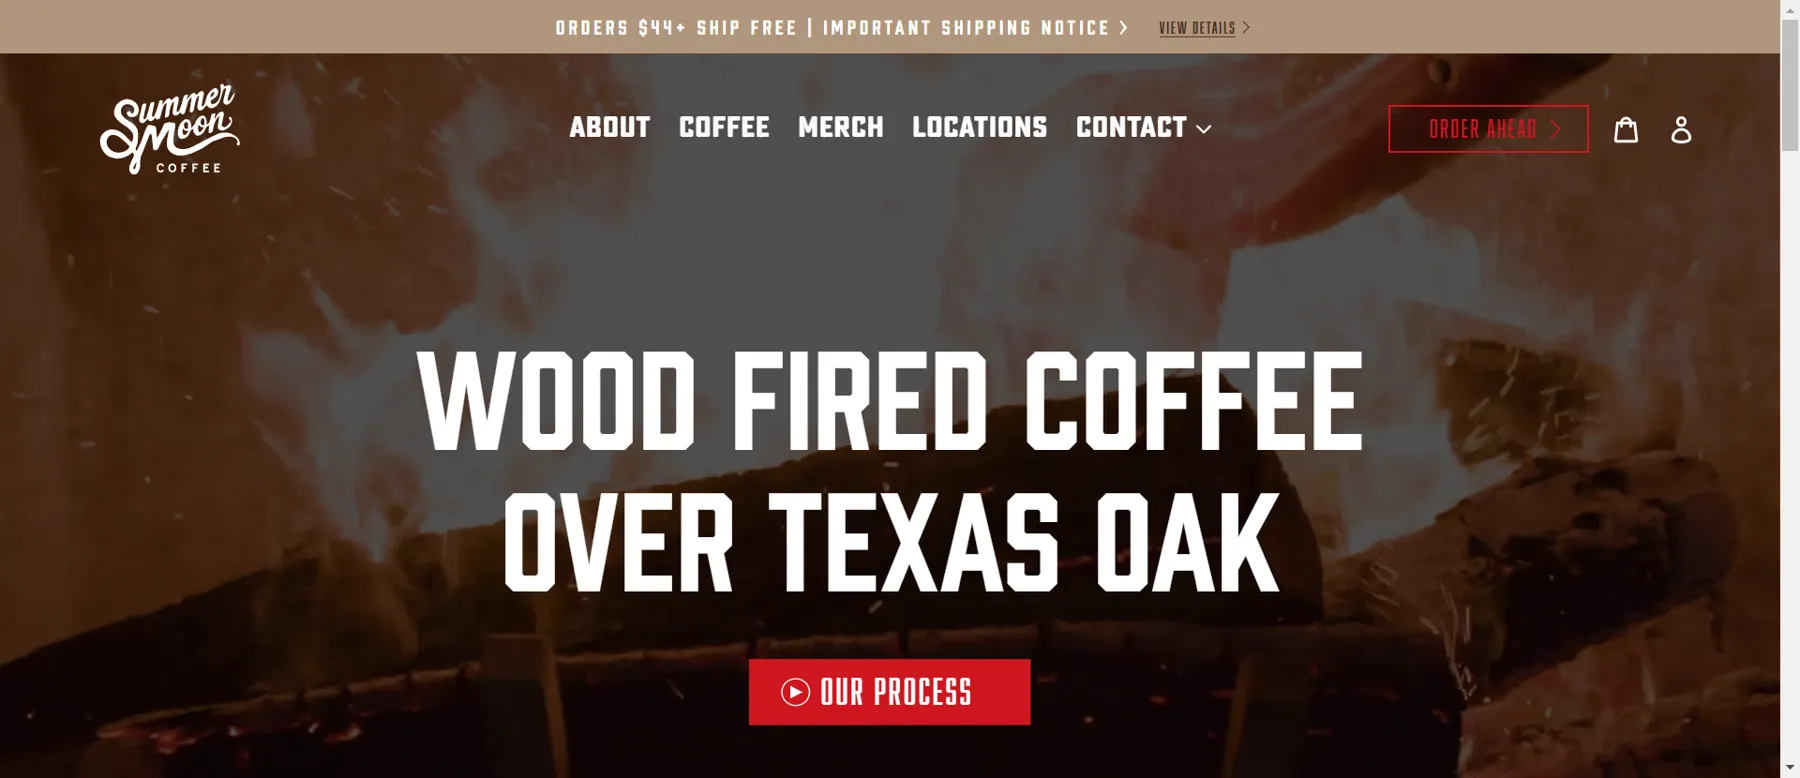 ORDERS $44+ SHIP FREE | IMPORTANT SHIPPING NOTICE > VIEW DETAILS >
Summer
Moon
COFFEE
ABOUT COFFEE MERCH LOCATIONS CONTACT
ORDER AHEAD >
WOOD FIRED COFFEE
OVER TEXAS OAK
OUR PROCESS